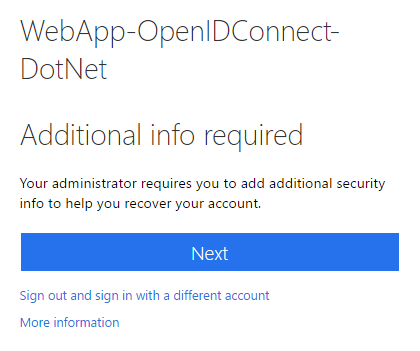 WebApp-OpenIDConnect-
DotNet
Additional info required
Your administrator requires you to add additional security
info to help you recover your account.
Next
Sign out and sign in with a different account
More information